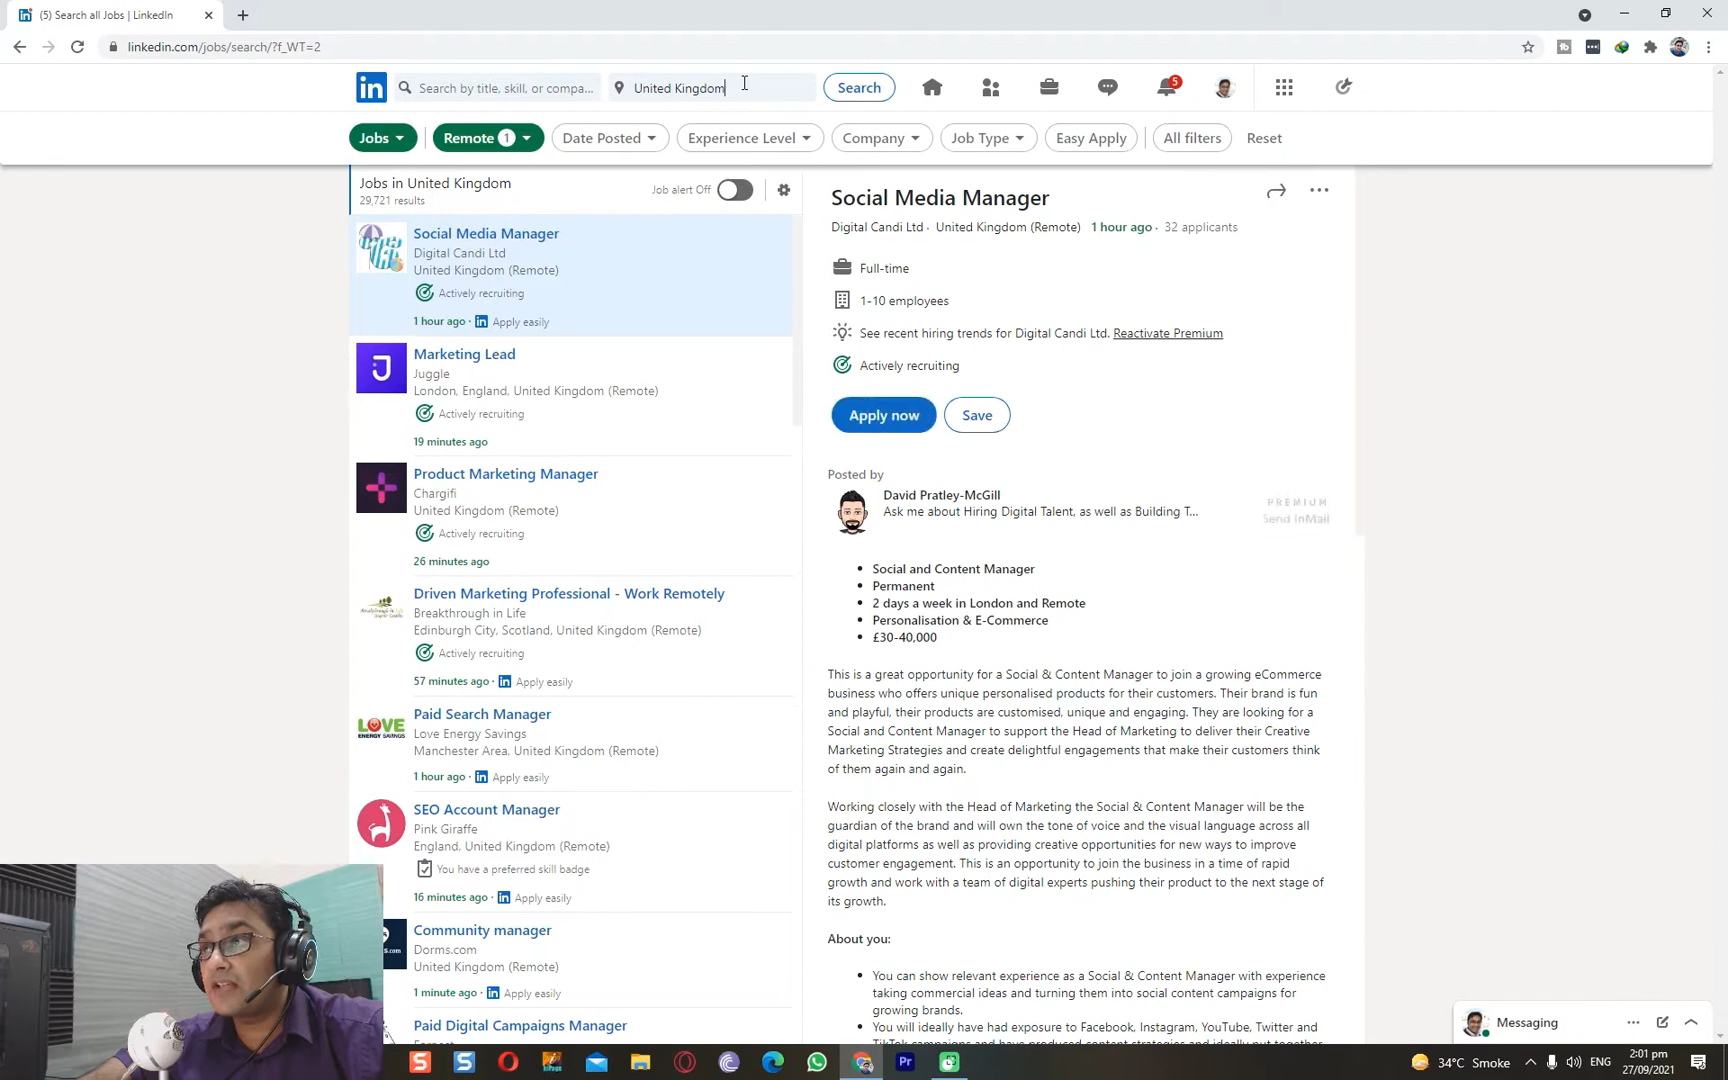 (5) Search all Jobs | LinkedIn
linkedin.com/jobs/search/?f_WT=2
in
Search by title, skill, or compa...
United Kingdom
Search
5
Jobs
Remote 1
Date Posted
Experience Level
Company
Job Type
Easy Apply
All filters
Reset
Jobs in United Kingdom
29,721 results
Job alert Off
Social Media Manager
Digital Candi Ltd
United Kingdom (Remote)
Actively recruiting
1 hour ago · in Apply easily
Marketing Lead
Juggle
London, England, United Kingdom (Remote)
Actively recruiting
19 minutes ago
Product Marketing Manager
Chargifi
United Kingdom (Remote)
Actively recruiting
26 minutes ago
Driven Marketing Professional - Work Remotely
Breakthrough in Life
Edinburgh City, Scotland, United Kingdom (Remote)
Actively recruiting
57 minutes ago · in Apply easily
LOVE
ENERGY SAVINGS
Paid Search Manager
Love Energy Savings
Manchester Area, United Kingdom (Remote)
1 hour ago · in Apply easily
SEO Account Manager
Pink Giraffe
England, United Kingdom (Remote)
You have a preferred skill badge
16 minutes ago · in Apply easily
Community manager
Dorms.com
United Kingdom (Remote)
1 minute ago · in Apply easily
Paid Digital Campaigns Manager
Social Media Manager
Digital Candi Ltd · United Kingdom (Remote) 1 hour ago · 32 applicants
Full-time
1-10 employees
See recent hiring trends for Digital Candi Ltd. Reactivate Premium
Actively recruiting
Apply now
Save
Posted by
David Pratley-McGill
Ask me about Hiring Digital Talent, as well as Building T...
PREMIUM
Send InMail
• Social and Content Manager
• Permanent
• 2 days a week in London and Remote
• Personalisation & E-Commerce
• £30-40,000
This is a great opportunity for a Social & Content Manager to join a growing eCommerce
business who offers unique personalised products for their customers. Their brand is fun
and playful, their products are customised, unique and engaging. They are looking for a
Social and Content Manager to support the Head of Marketing to deliver their Creative
Marketing Strategies and create delightful engagements that make their customers think
of them again and again.
Working closely with the Head of Marketing the Social & Content Manager will be the
guardian of the brand and will own the tone of voice and the visual language across all
digital platforms as well as providing creative opportunities for new ways to improve
customer engagement. This is an opportunity to join the business in a time of rapid
growth and work with a team of digital experts pushing their product to the next stage of
its growth.
About you:
• You can show relevant experience as a Social & Content Manager with experience
taking commercial ideas and turning them into social content campaigns for
growing brands.
• You will ideally have had exposure to Facebook, Instagram, YouTube, Twitter and
TikTok campaigns and have produced content strategies and ideally put together
Messaging
S
S
Pr
34°C Smoke
ENG
2:01 pm
27/09/2021